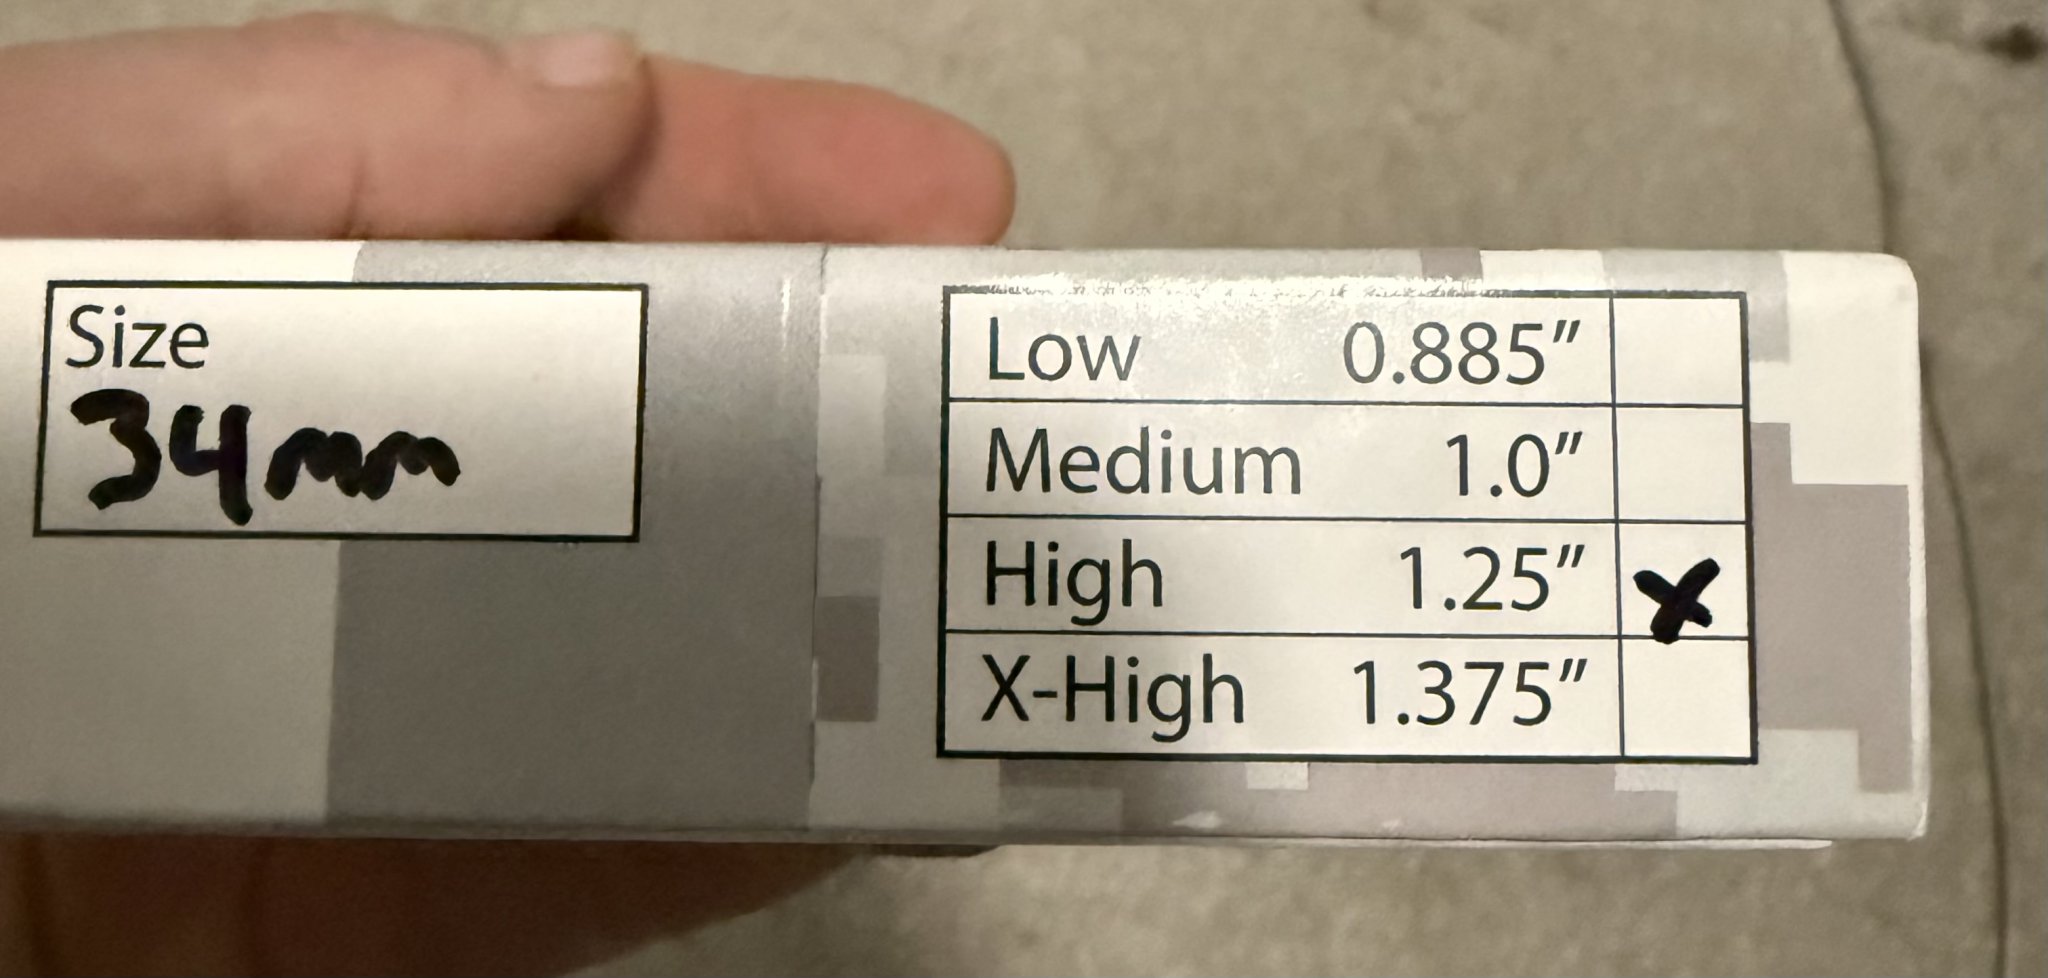 Size
34mm
Low 0.885"
Medium 1.0"
High 1.25" X
X-High 1.375"